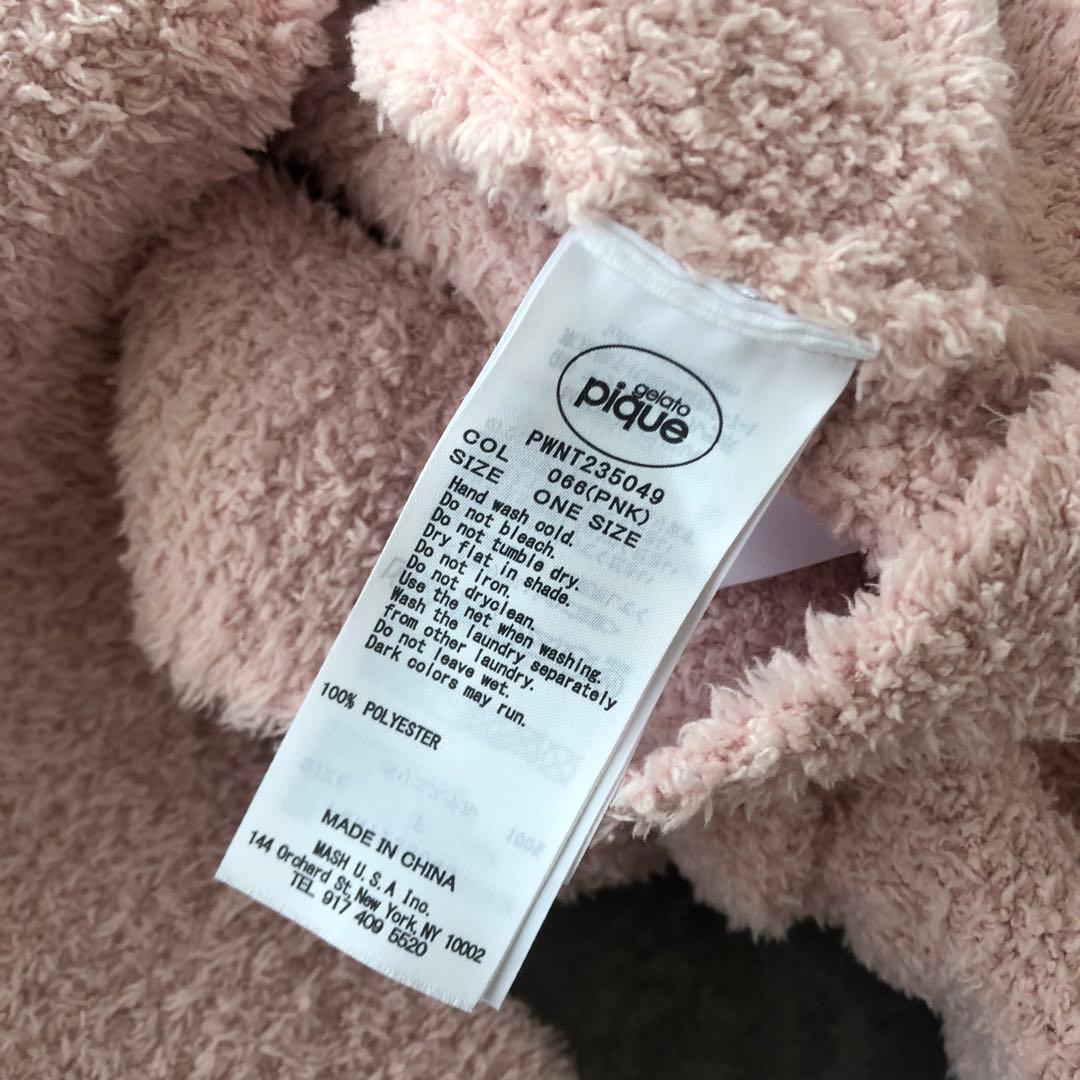 gelato
pique
PWNT235049
COL 066(PNK)
SIZE ONE SIZE
Hand wash cold.
Do not bleach.
Do not tumble dry.
Dry flat in shade.
Do not iron.
Do not dryclean.
Use the net when washing.
Wash the laundry separately
from other laundry.
Do not leave wet.
Dark colors may run.
100% POLYESTER
MADE IN CHINA
MASH U.S.A Inc.
144 Orchard St, New York, NY 10002
TEL 917 409 5520